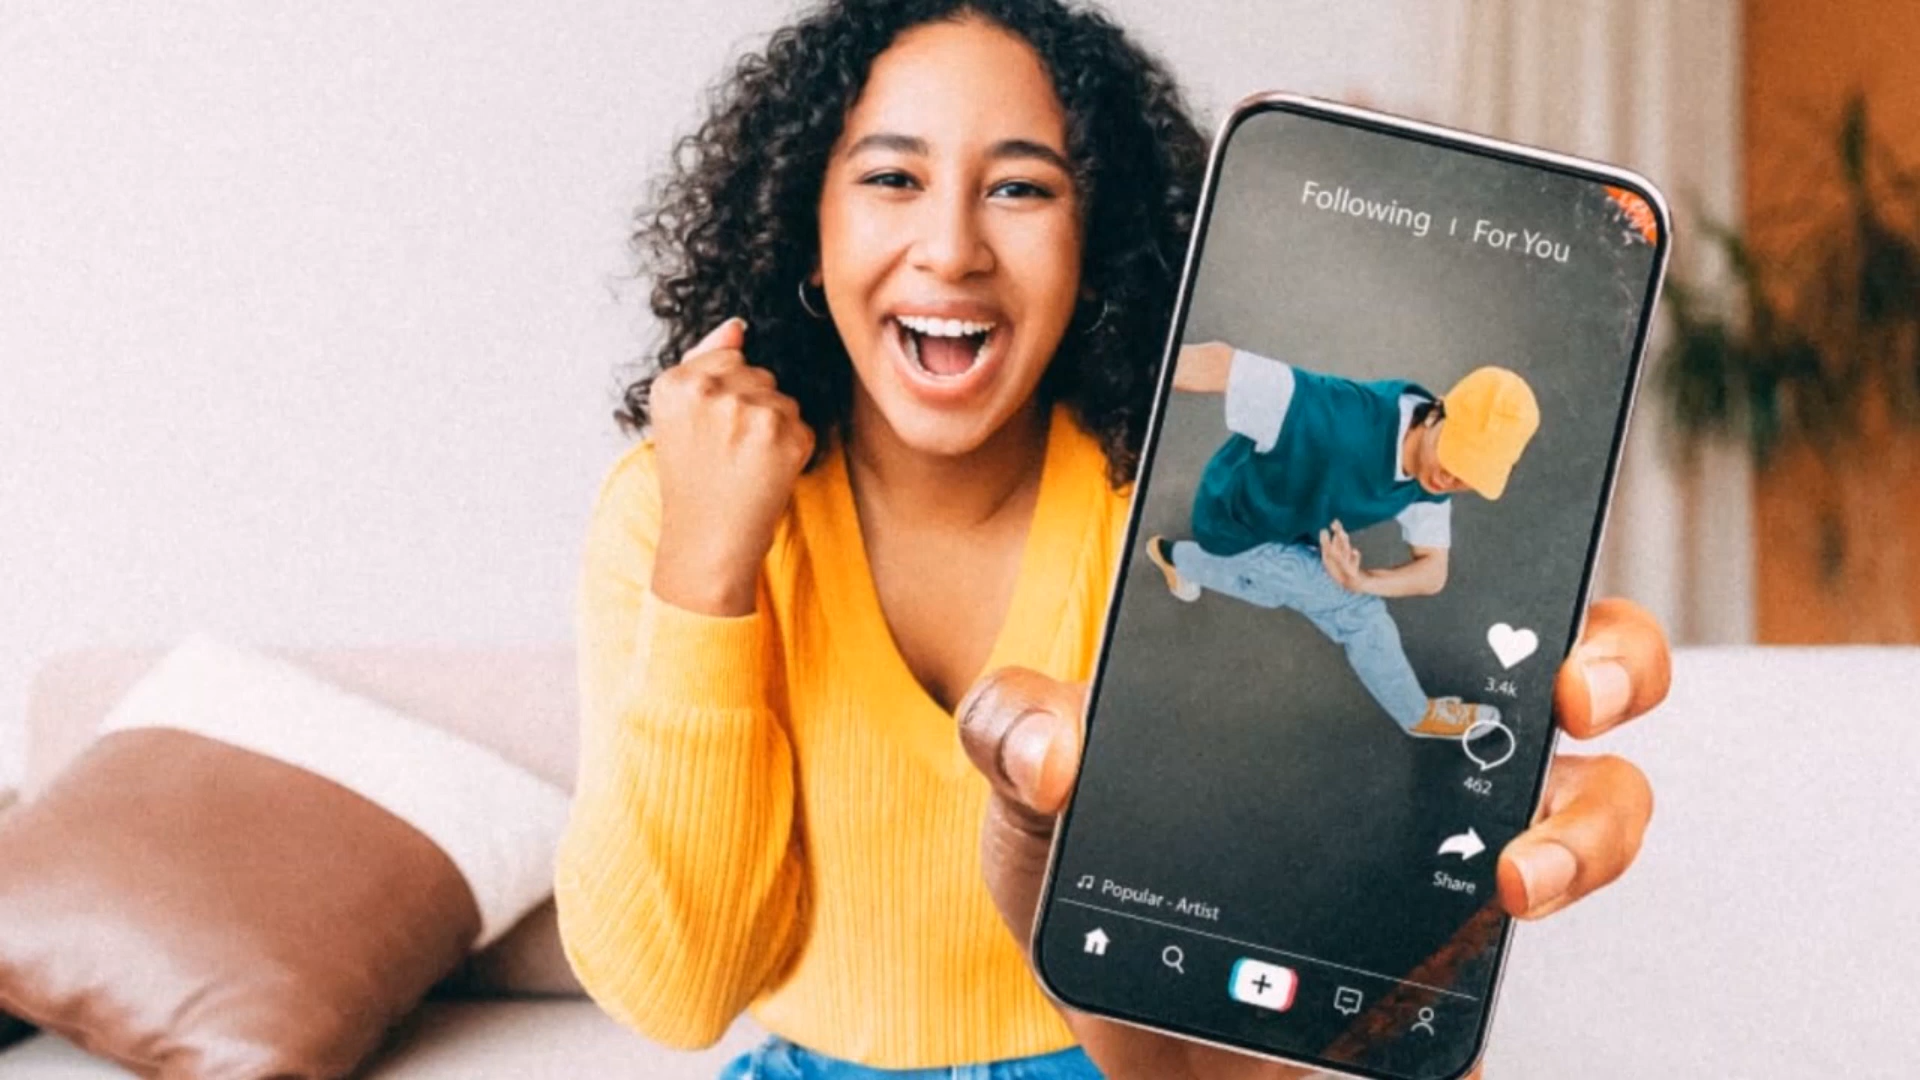 Following | For You
3.4k
462
Share
♫ Popular - Artist